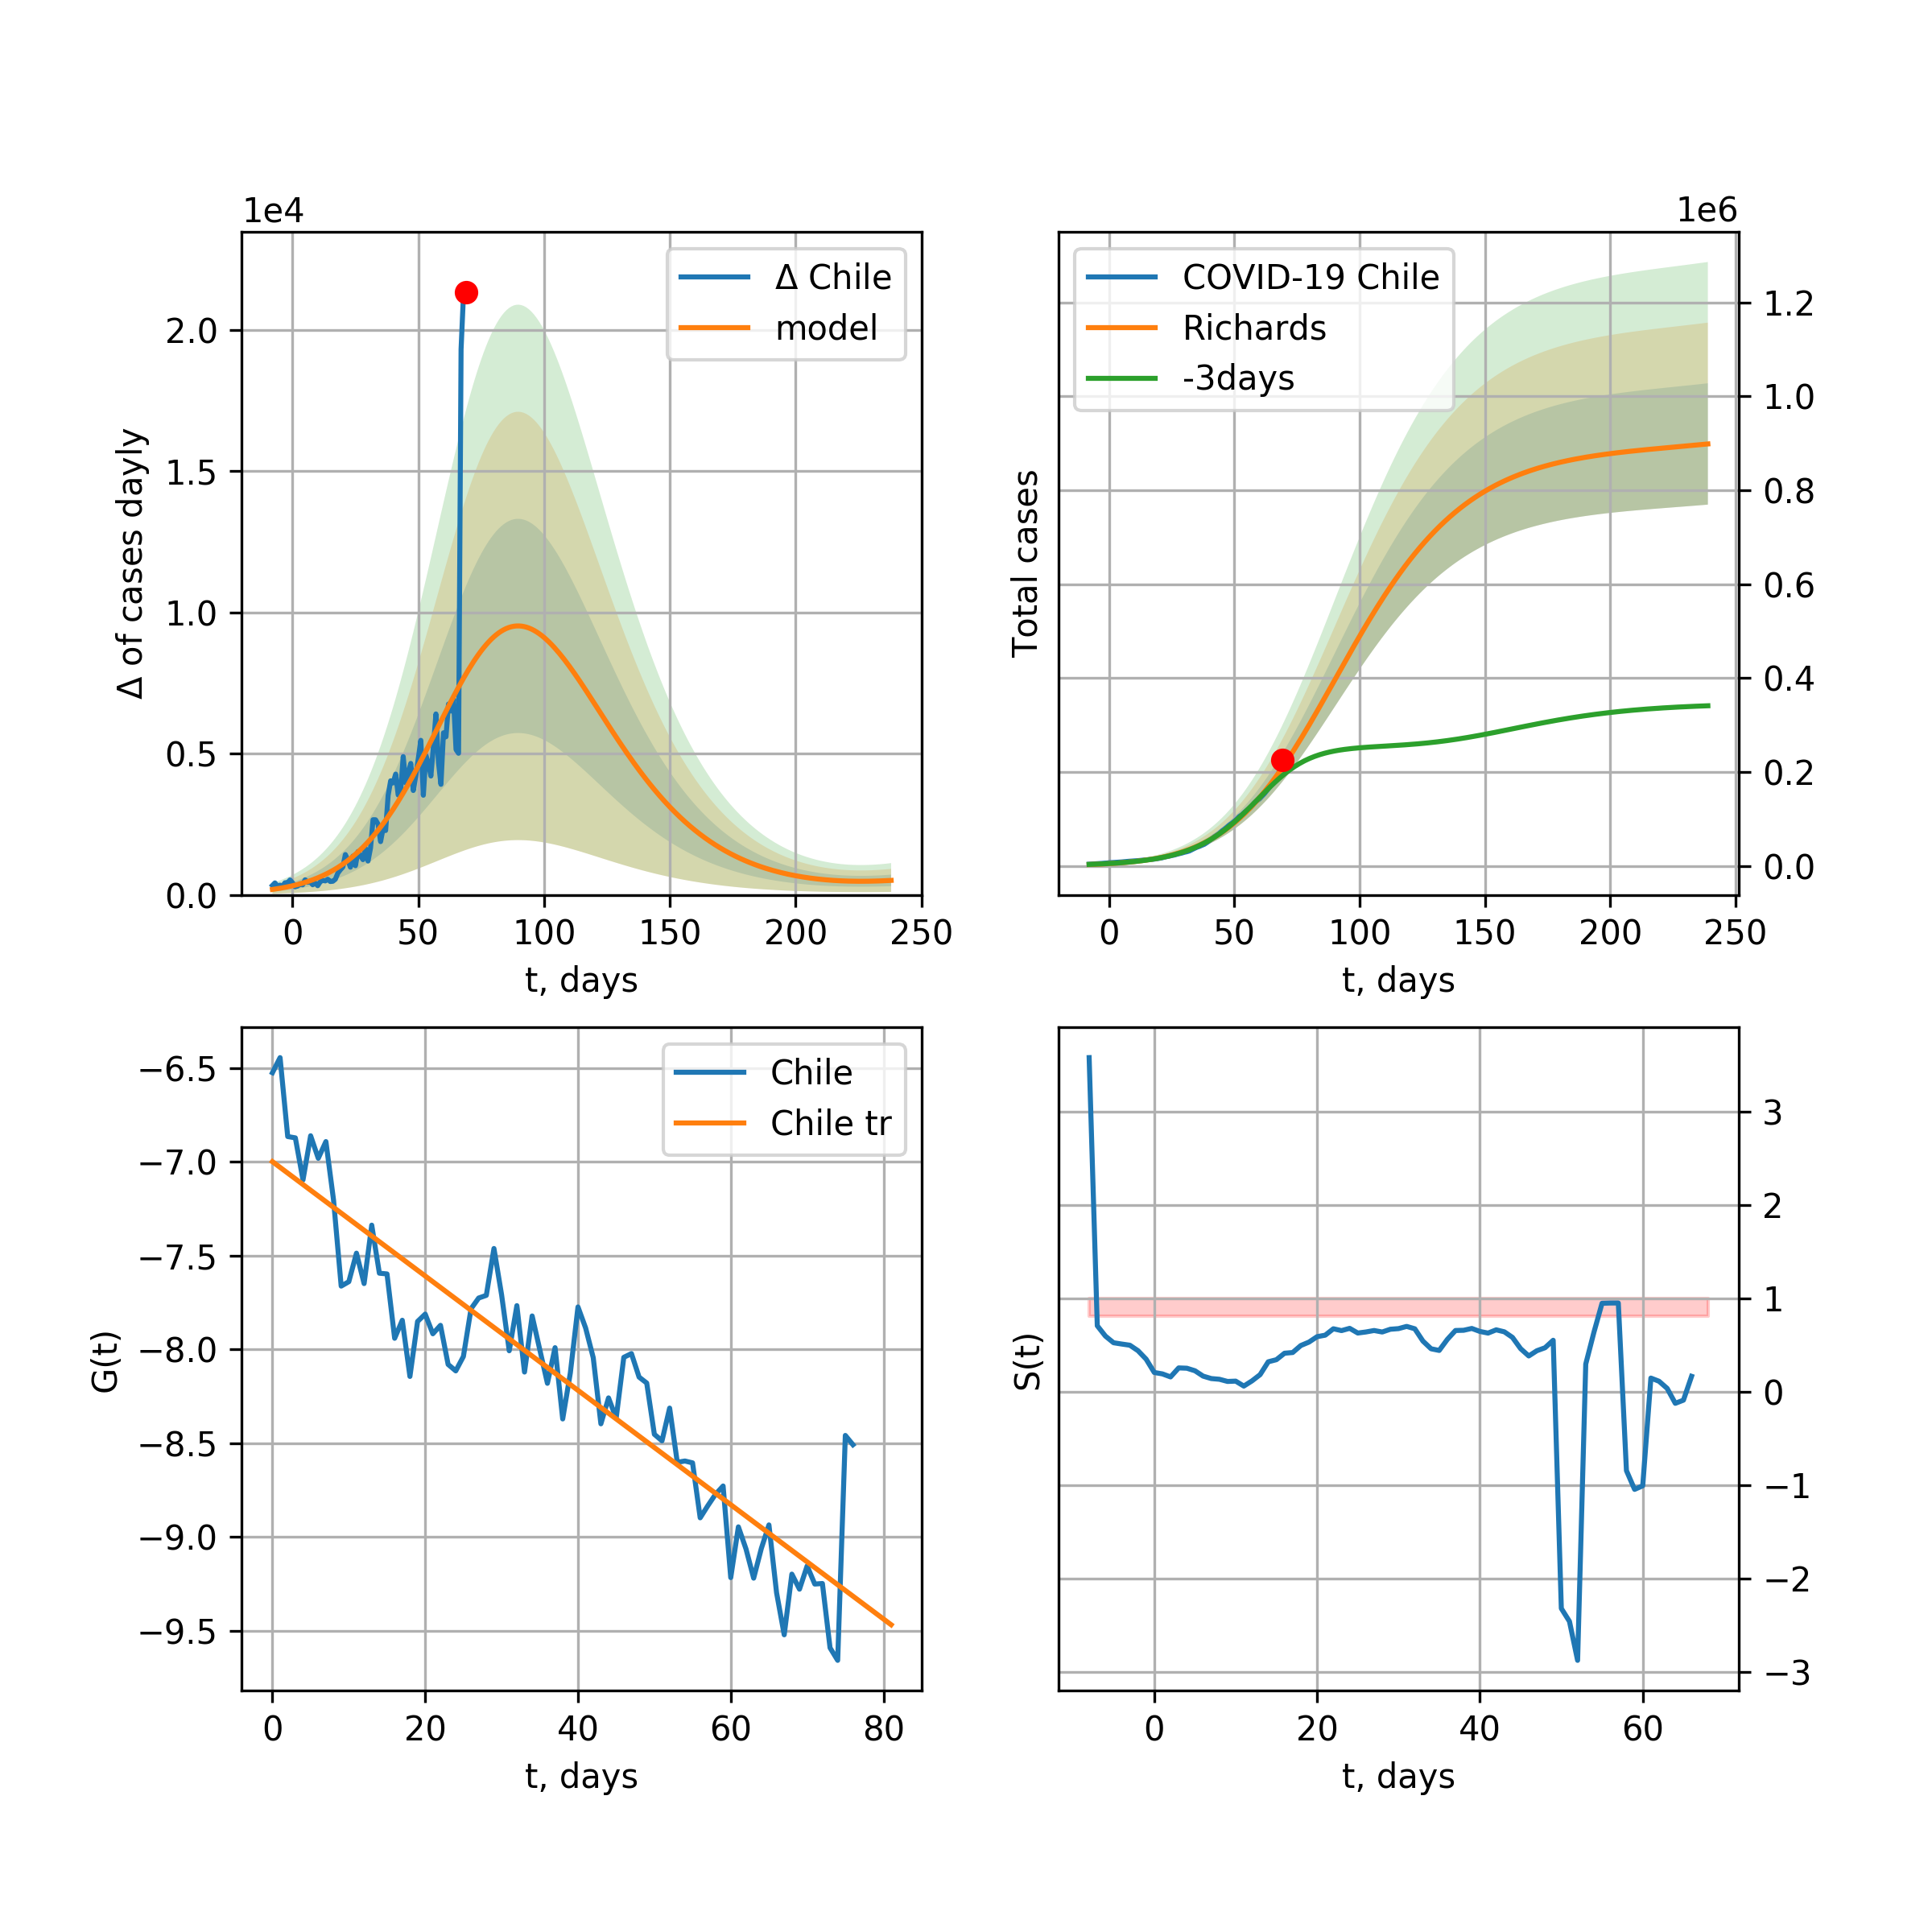 1e4
Δ of cases dayly
2.0
1.5
1.0
0.5
0.0
0 50 100 150 200 250
t, days
Δ Chile
model
1e6
Total cases
COVID-19 Chile
Richards
-3days
1.2
1.0
0.8
0.6
0.4
0.2
0.0
0 50 100 150 200 250
t, days
G(t)
−6.5
−7.0
−7.5
−8.0
−8.5
−9.0
−9.5
0 20 40 60 80
t, days
Chile
Chile tr
S(t)
3
2
1
0
−1
−2
−3
0 20 40 60
t, days